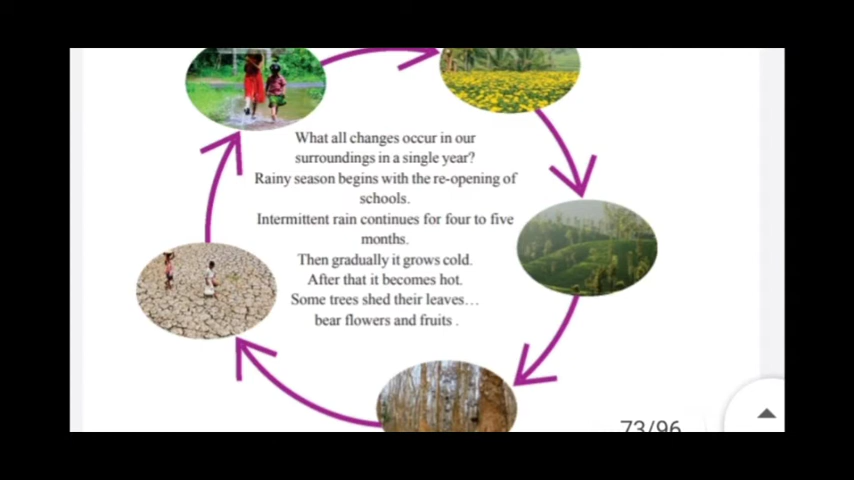 What all changes occur in our
surroundings in a single year?
Rainy season begins with the re-opening of
schools.
Intermittent rain continues for four to five
months.
Then gradually it grows cold.
After that it becomes hot.
Some trees shed their leaves…
bear flowers and fruits .
73/96